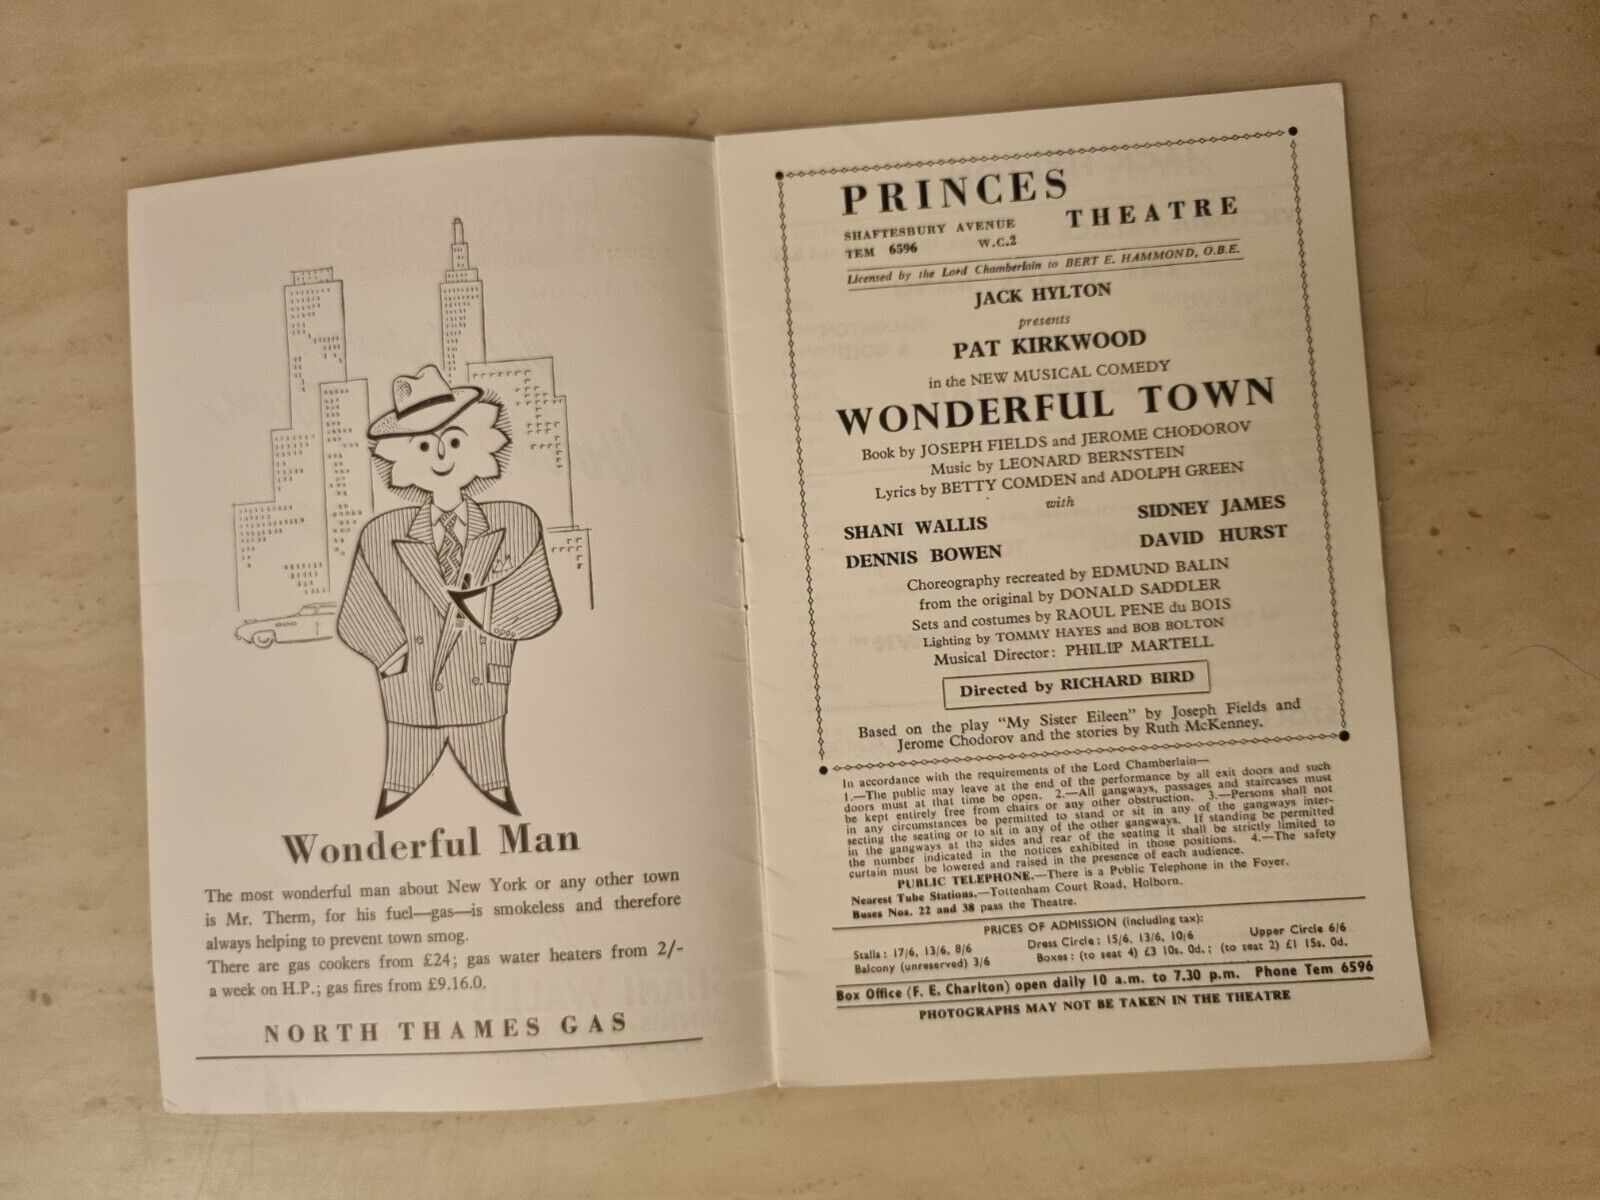 Wonderful Man
The most wonderful man about New York or any other town
is Mr. Therm, for his fuel—gas—is smokeless and therefore
always helping to prevent town smog.
There are gas cookers from £24; gas water heaters from 2/-
a week on H.P.; gas fires from £9.16.0.
NORTH THAMES GAS
PRINCES
THEATRE
SHAFTESBURY AVENUE
TEM 6596 W.C.2
Licensed by the Lord Chamberlain to BERT E. HAMMOND, O.B.E.
JACK HYLTON
presents
PAT KIRKWOOD
in the NEW MUSICAL COMEDY
WONDERFUL TOWN
Book by JOSEPH FIELDS and JEROME CHODOROV
Music by LEONARD BERNSTEIN
Lyrics by BETTY COMDEN and ADOLPH GREEN
with
SHANI WALLIS SIDNEY JAMES
DENNIS BOWEN DAVID HURST
Choreography recreated by EDMUND BALIN
from the original by DONALD SADDLER
Sets and costumes by RAOUL PENE du BOIS
Lighting by TOMMY HAYES and BOB BOLTON
Musical Director: PHILIP MARTELL
Directed by RICHARD BIRD
Based on the play "My Sister Eileen" by Joseph Fields and
Jerome Chodorov and the stories by Ruth McKenney.
In accordance with the requirements of the Lord Chamberlain—
1.—The public may leave at the end of the performance by all exit doors and such
doors must at that time be open. 2.—All gangways, passages and staircases must
be kept entirely free from chairs or any other obstruction. 3.—Persons shall not
in any circumstances be permitted to stand or sit in any of the gangways inter-
secting the seating or to sit in any of the other gangways. If standing be permitted
in the gangways at the sides and rear of the seating it shall be strictly limited to
the number indicated in the notices exhibited in those positions. 4.—The safety
curtain must be lowered and raised in the presence of each audience.
PUBLIC TELEPHONE.—There is a Public Telephone in the Foyer.
Nearest Tube Stations.—Tottenham Court Road, Holborn.
Buses Nos. 22 and 38 pass the Theatre.
PRICES OF ADMISSION (including tax):
Stalls: 17/6, 13/6, 8/6 Dress Circle: 15/6, 13/6, 10/6 Upper Circle 6/6
Balcony (unreserved) 3/6 Boxes: (to seat 4) £3 10s. 0d.; (to seat 2) £1 15s. 0d.
Box Office (F. E. Charlton) open daily 10 a.m. to 7.30 p.m. Phone Tem 6596
PHOTOGRAPHS MAY NOT BE TAKEN IN THE THEATRE